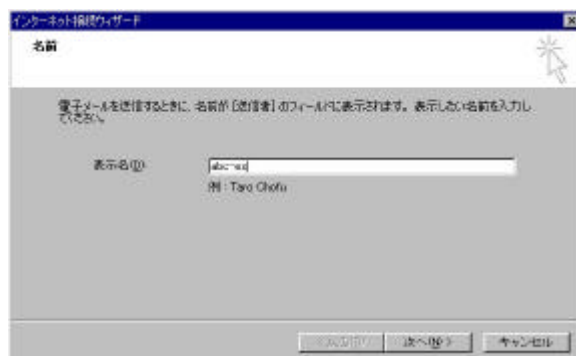 インターネット接続ウィザード
名前
電子メールを送信するときに、名前が [送信者] のフィールドに表示されます。表示したい名前を入力し
てください。
表示名(D):
例 : Taro Chofu
次へ(N) >
キャンセル